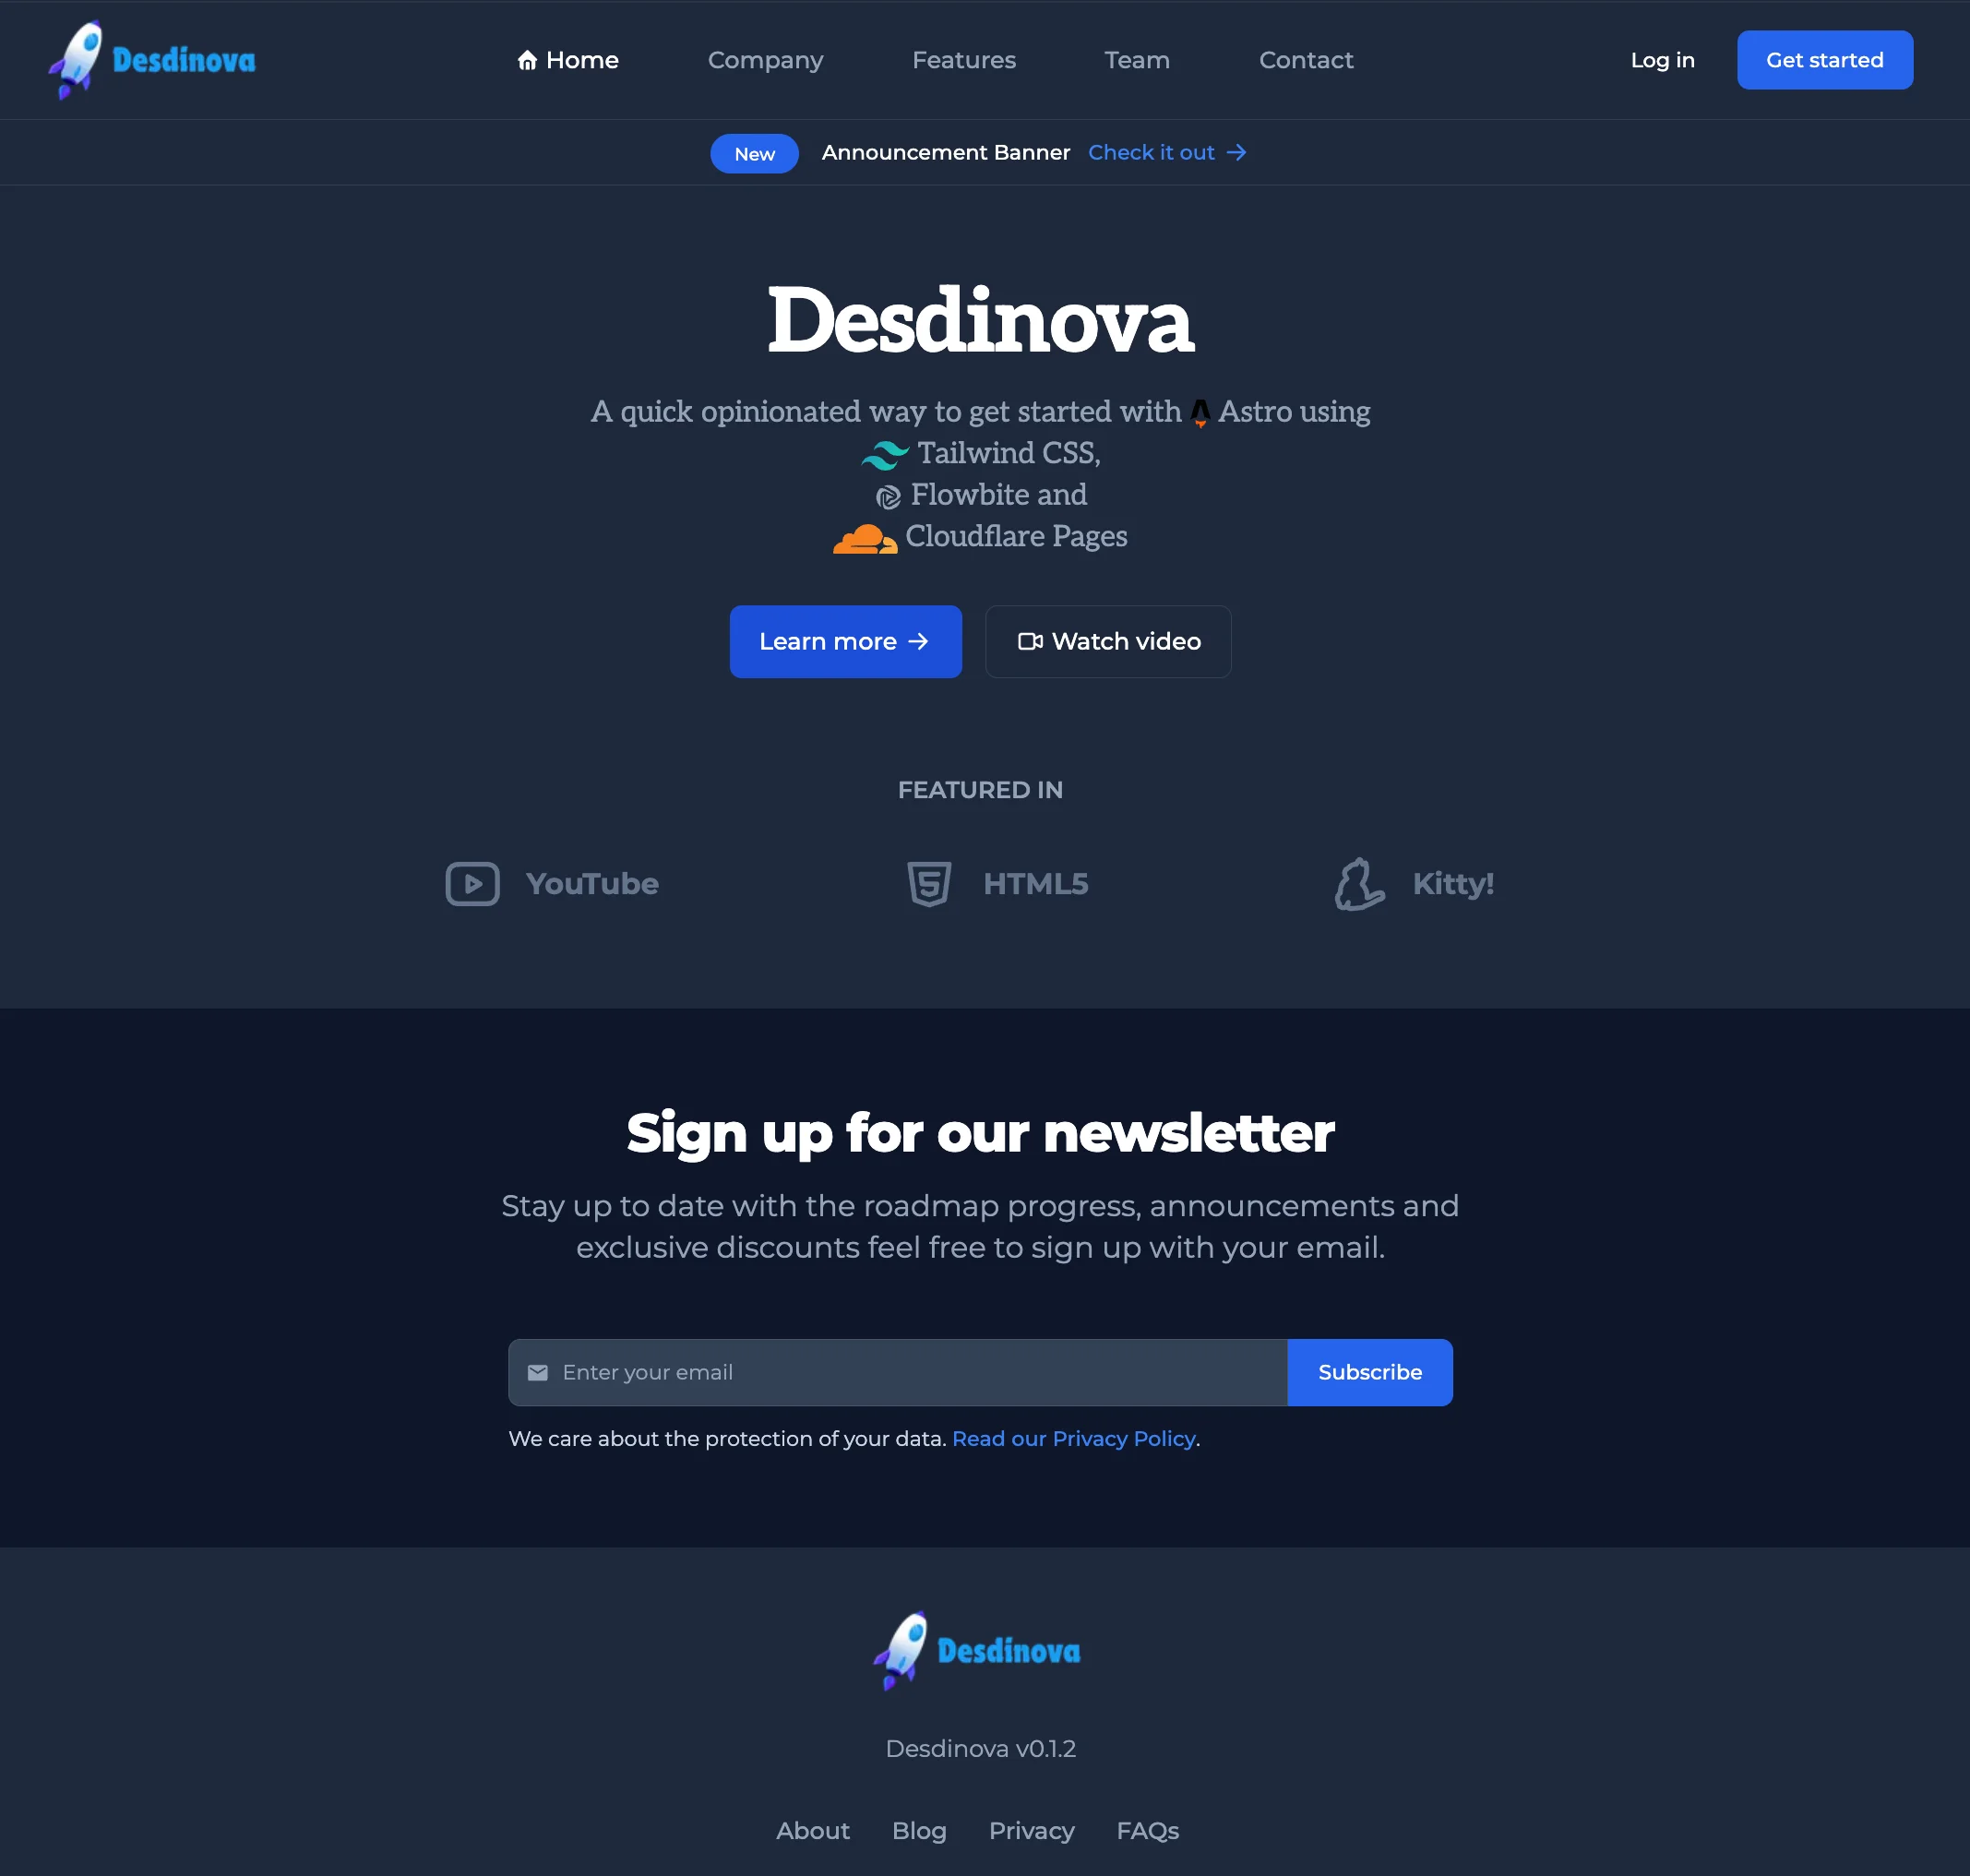 Desdinova
Home Company Features Team Contact
Log in Get started
New Announcement Banner Check it out
Desdinova
A quick opinionated way to get started with Astro using
Tailwind CSS,
Flowbite and
Cloudflare Pages
Learn more Watch video
FEATURED IN
YouTube HTML5 Kitty!
Sign up for our newsletter
Stay up to date with the roadmap progress, announcements and
exclusive discounts feel free to sign up with your email.
Enter your email Subscribe
We care about the protection of your data. Read our Privacy Policy.
Desdinova
Desdinova v0.1.2
About Blog Privacy FAQs